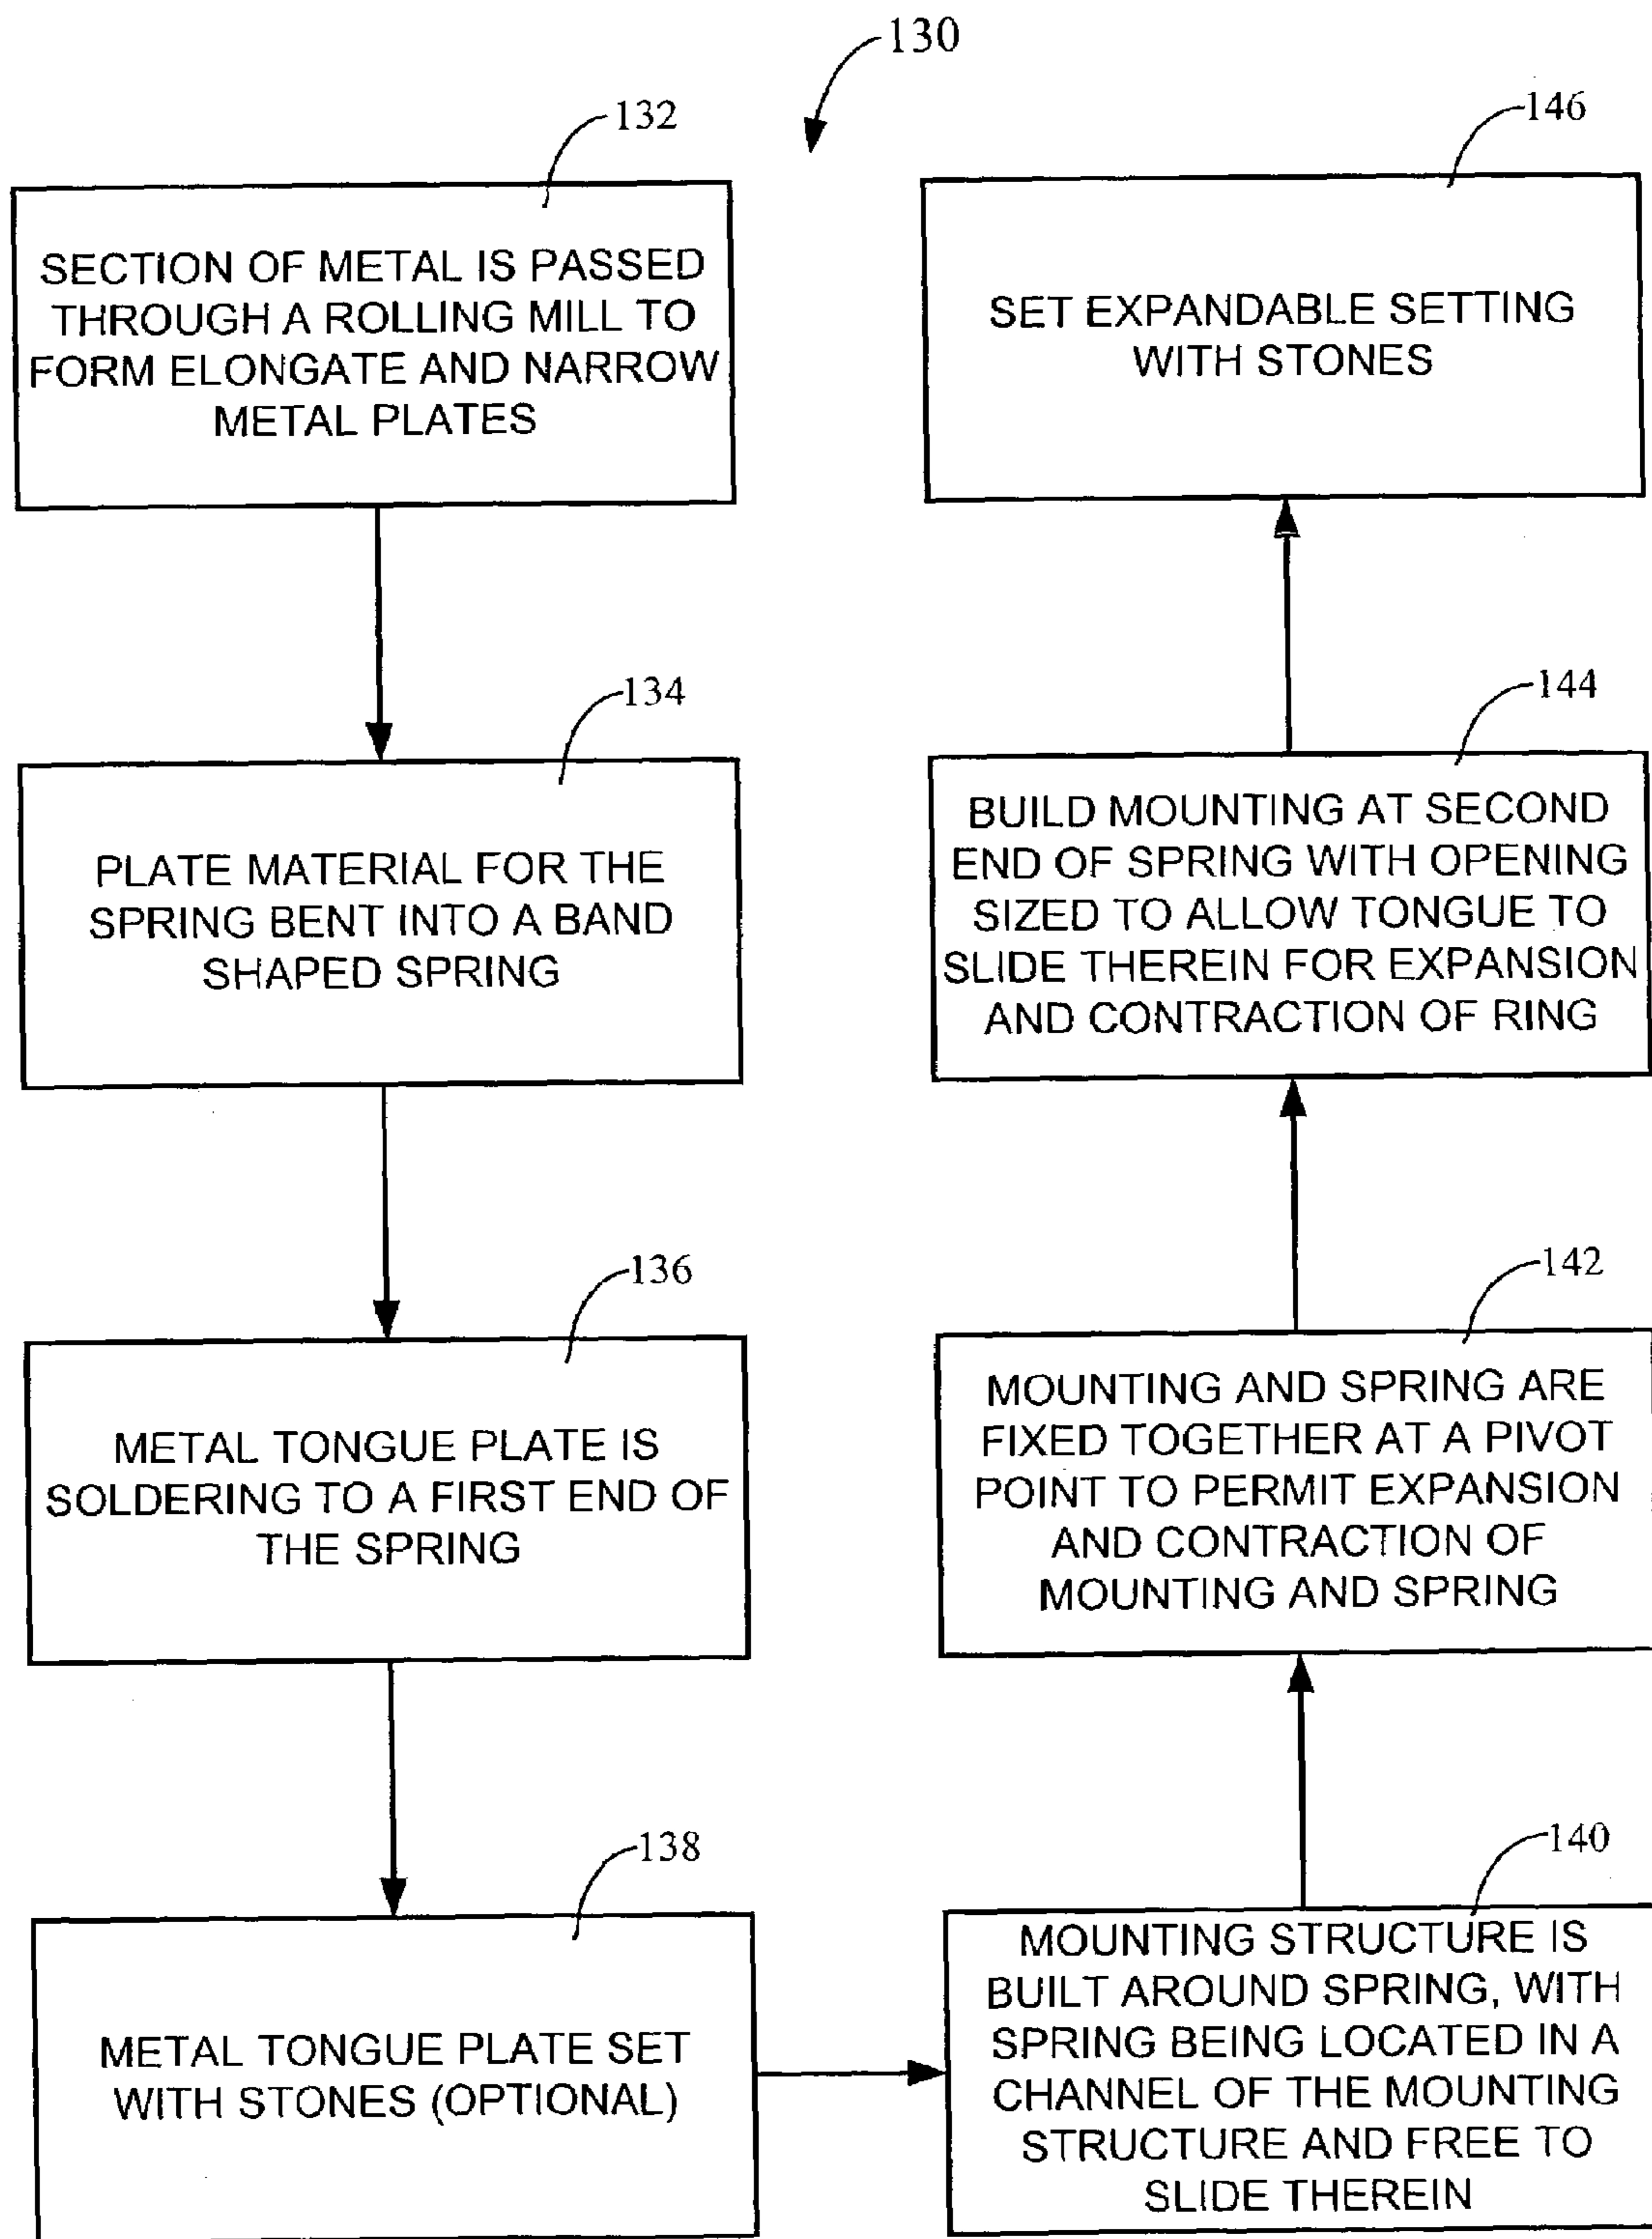 130
132
SECTION OF METAL IS PASSED
THROUGH A ROLLING MILL TO
FORM ELONGATE AND NARROW
METAL PLATES
134
PLATE MATERIAL FOR THE
SPRING BENT INTO A BAND
SHAPED SPRING
136
METAL TONGUE PLATE IS
SOLDERING TO A FIRST END OF
THE SPRING
138
METAL TONGUE PLATE SET
WITH STONES (OPTIONAL)
140
MOUNTING STRUCTURE IS
BUILT AROUND SPRING, WITH
SPRING BEING LOCATED IN A
CHANNEL OF THE MOUNTING
STRUCTURE AND FREE TO
SLIDE THEREIN
142
MOUNTING AND SPRING ARE
FIXED TOGETHER AT A PIVOT
POINT TO PERMIT EXPANSION
AND CONTRACTION OF
MOUNTING AND SPRING
144
BUILD MOUNTING AT SECOND
END OF SPRING WITH OPENING
SIZED TO ALLOW TONGUE TO
SLIDE THEREIN FOR EXPANSION
AND CONTRACTION OF RING
146
SET EXPANDABLE SETTING
WITH STONES